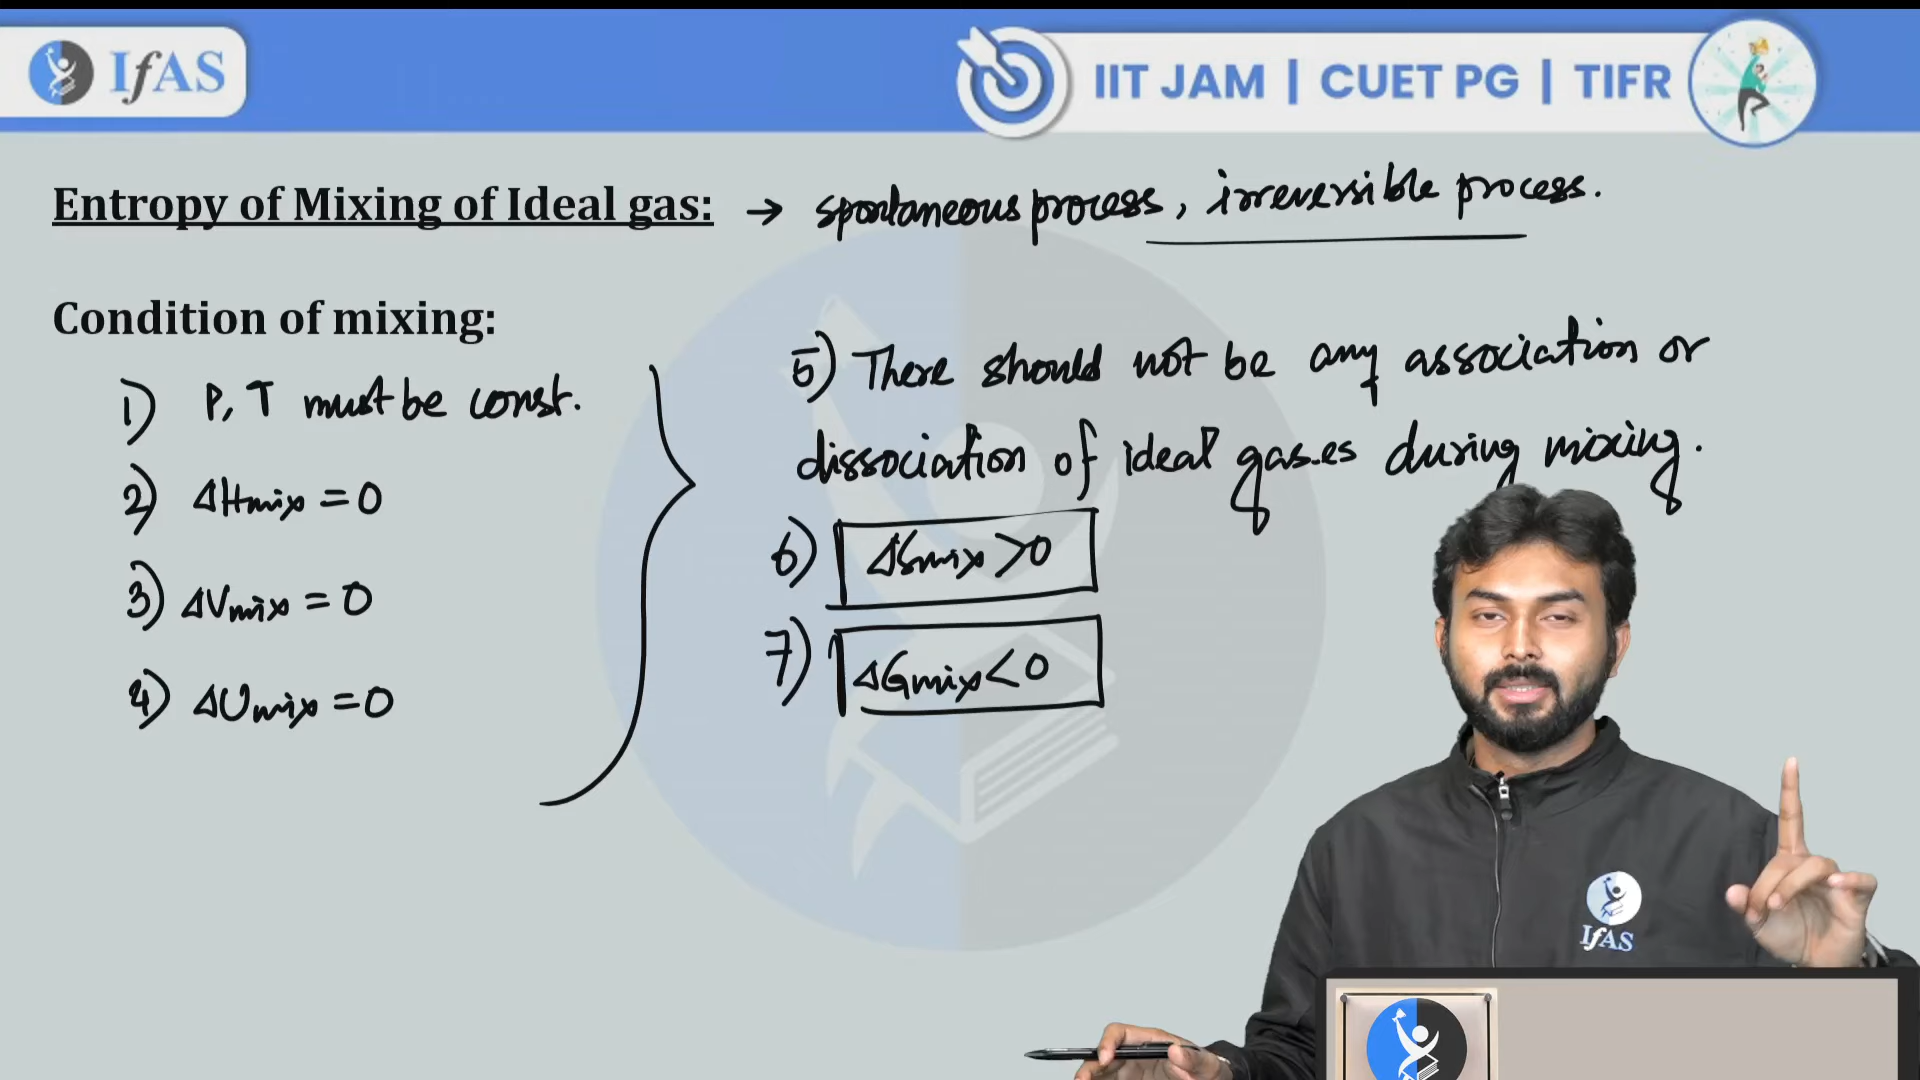 IfAS
IIT JAM | CUET PG | TIFR
Entropy of Mixing of Ideal gas: → spontaneous process, irreversible process.
Condition of mixing:
1) P, T must be const.
2) ΔHmix = 0
3) ΔVmix = 0
4) ΔUmix = 0
5) There should not be any association or
dissociation of ideal gases during mixing.
6) ΔSmix > 0
7) ΔGmix < 0
IfAS